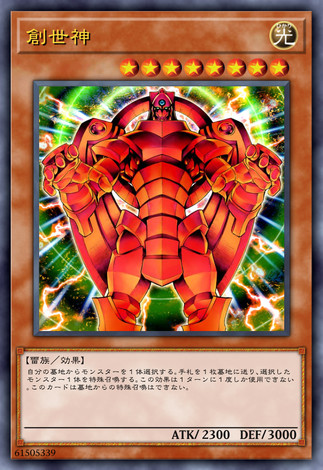 創世神
光
【雷族／効果】
自分の墓地からモンスターを１体選択する。手札を１枚墓地に送り、選択した
モンスター１体を特殊召喚する。この効果は１ターンに１度しか使用できない。
このカードは墓地からの特殊召喚はできない。
ATK/ 2300 DEF/3000
61505339